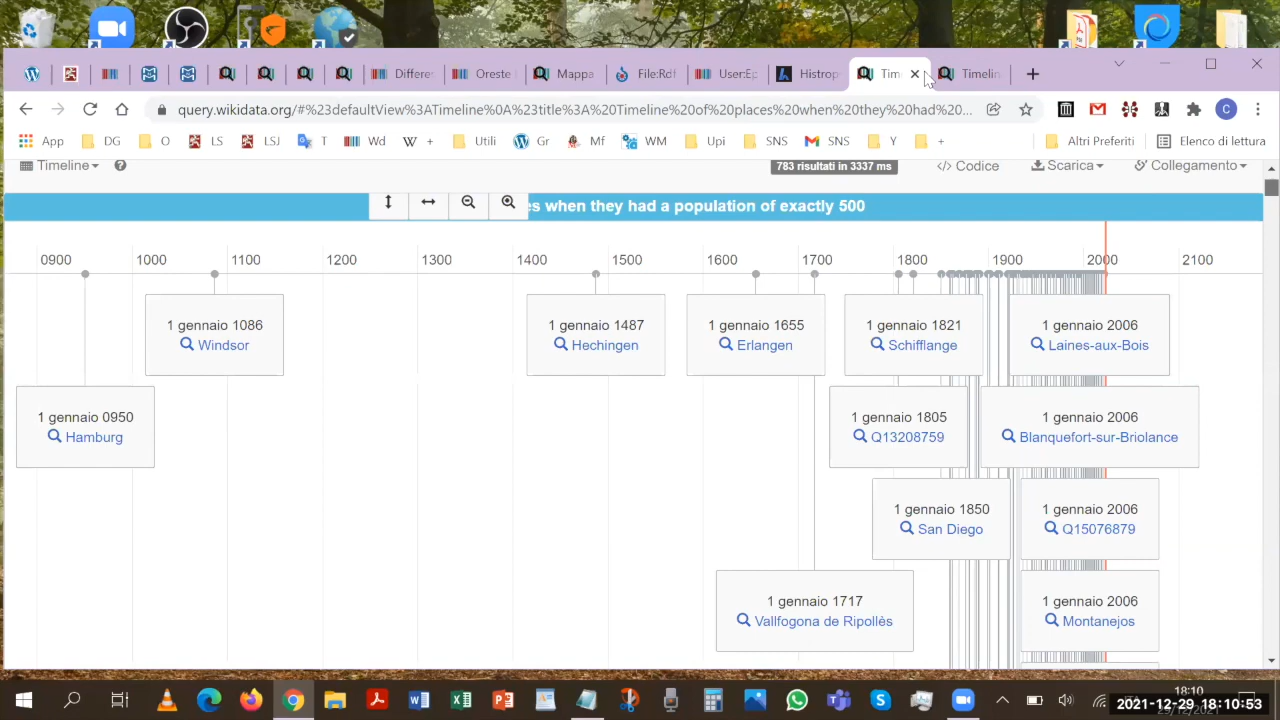 Differe
Oreste
Mappa
File:Rdf
User:Ep
Histrop
Tim
Timelin
query.wikidata.org/#%23defaultView%3ATimeline%0A%23title%3A%20Timeline%20of%20places%20when%20they%20had%20...
App DG O LS LSJ T Wd + Utili Gr Mf WM Upi SNS SNS Y + Altri Preferiti Elenco di lettura
Timeline 783 risultati in 3337 ms </> Codice Scarica Collegamento
es when they had a population of exactly 500
0900 1000 1100 1200 1300 1400 1500 1600 1700 1800 1900 2000 2100
1 gennaio 1086
Windsor
1 gennaio 1487
Hechingen
1 gennaio 1655
Erlangen
1 gennaio 1821
Schifflange
1 gennaio 2006
Laines-aux-Bois
1 gennaio 0950
Hamburg
1 gennaio 1805
Q13208759
1 gennaio 2006
Blanquefort-sur-Briolance
1 gennaio 1850
San Diego
1 gennaio 2006
Q15076879
1 gennaio 1717
Vallfogona de Ripollès
1 gennaio 2006
Montanejos
18:10
2021-12-29 18:10:53